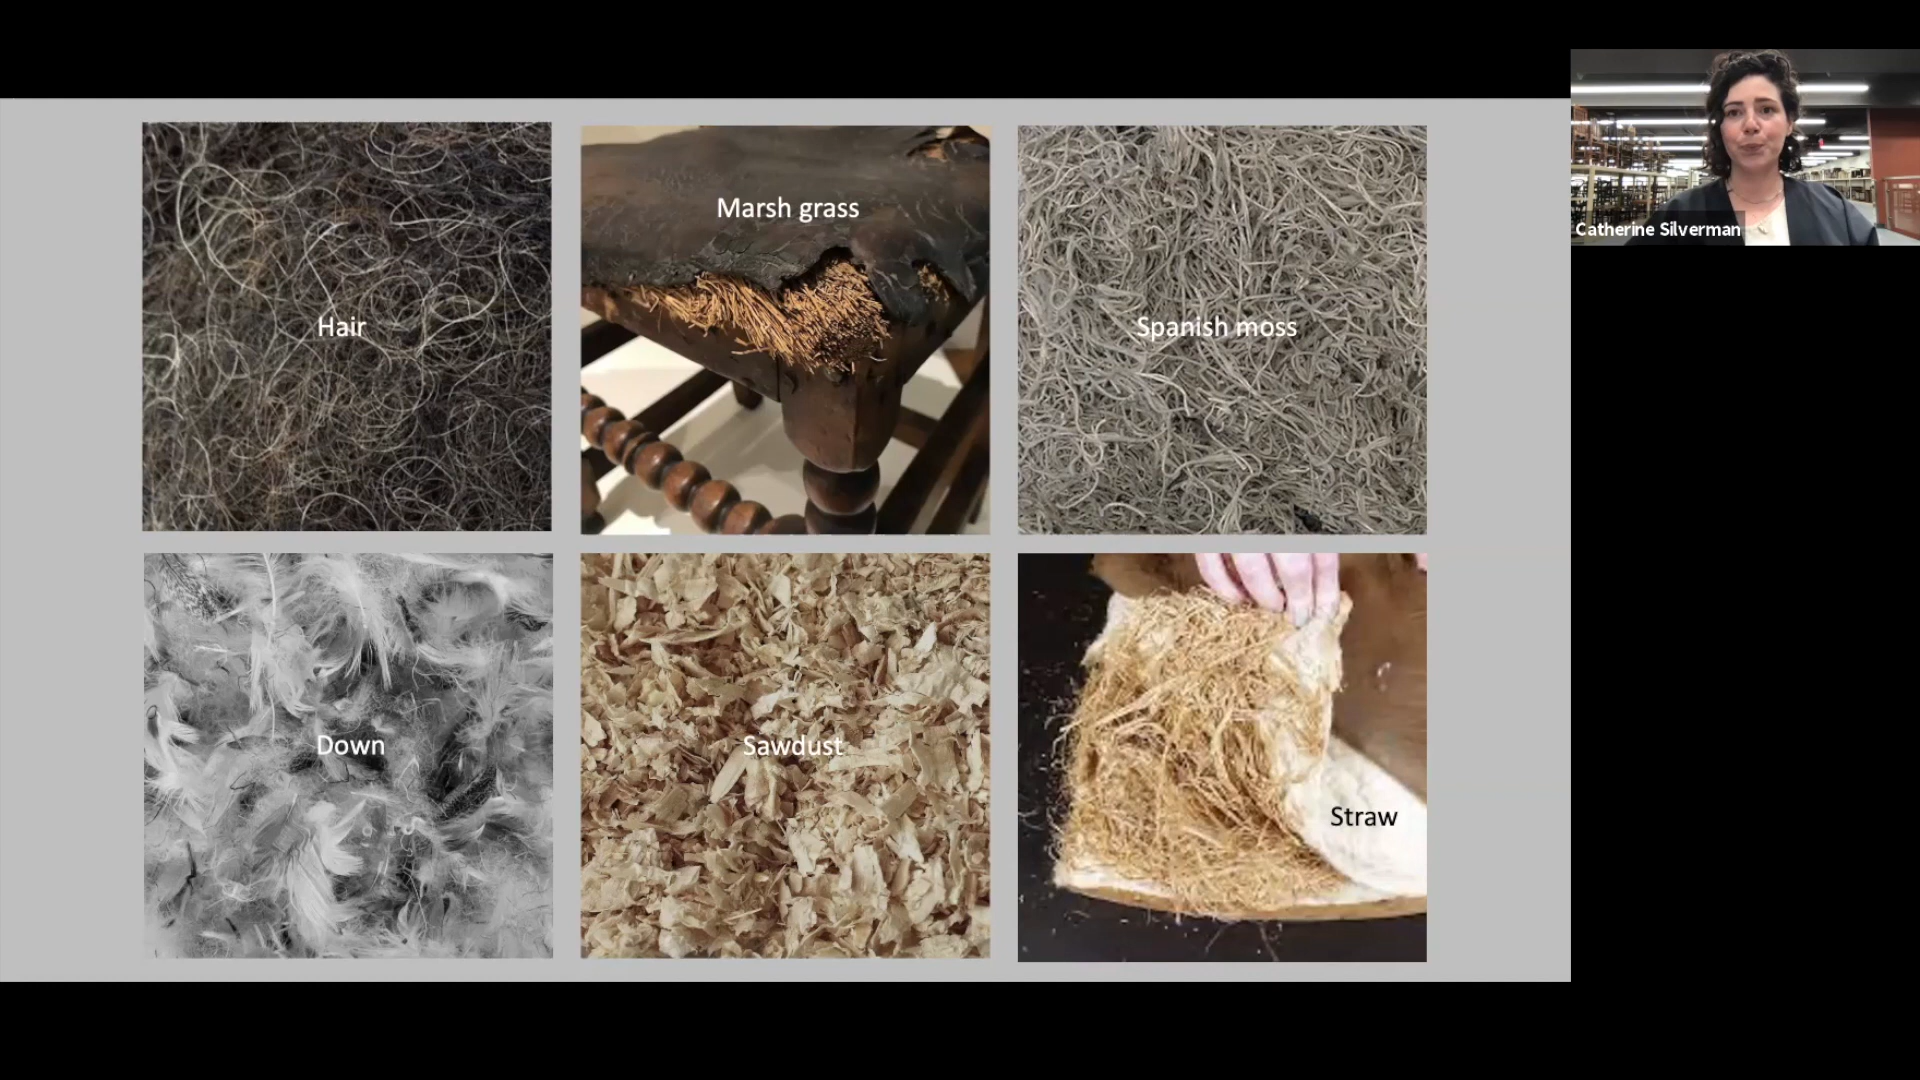 Hair
Marsh grass
Spanish moss
Catherine Silverman
Down
Sawdust
Straw